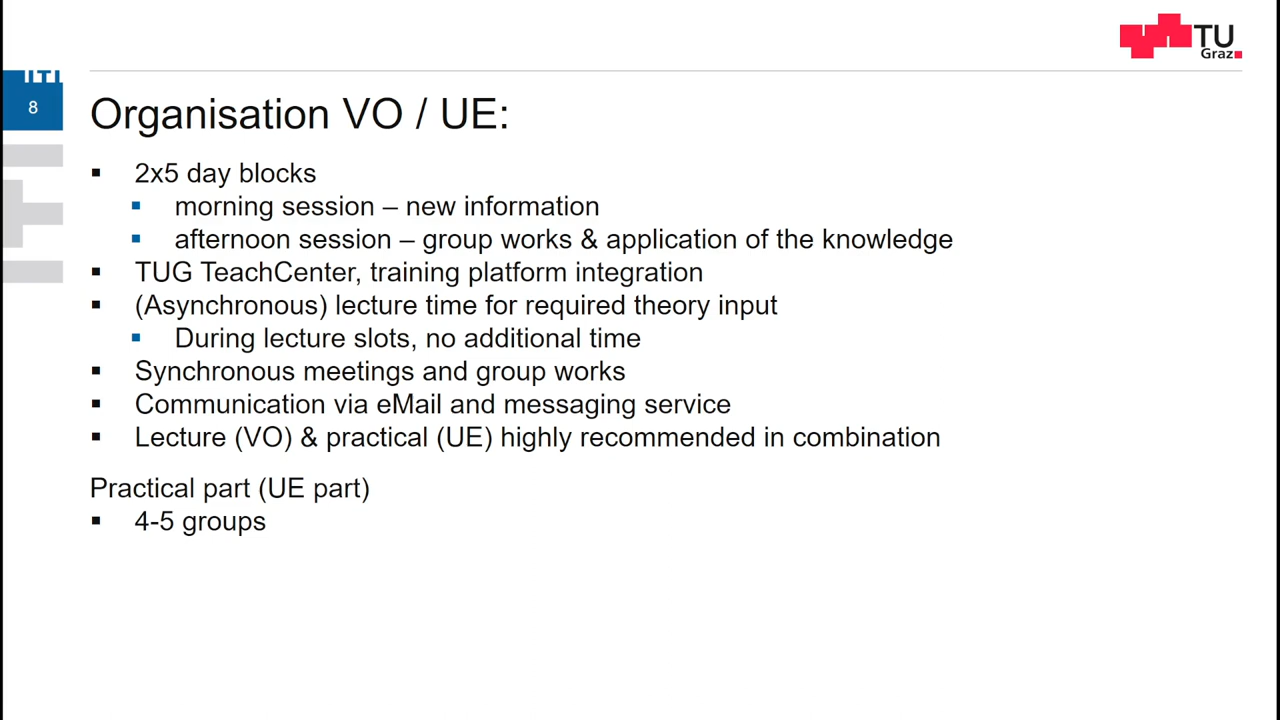 TU
Graz
8
Organisation VO / UE:
▪ 2x5 day blocks
▪ morning session – new information
▪ afternoon session – group works & application of the knowledge
▪ TUG TeachCenter, training platform integration
▪ (Asynchronous) lecture time for required theory input
▪ During lecture slots, no additional time
▪ Synchronous meetings and group works
▪ Communication via eMail and messaging service
▪ Lecture (VO) & practical (UE) highly recommended in combination
Practical part (UE part)
▪ 4-5 groups